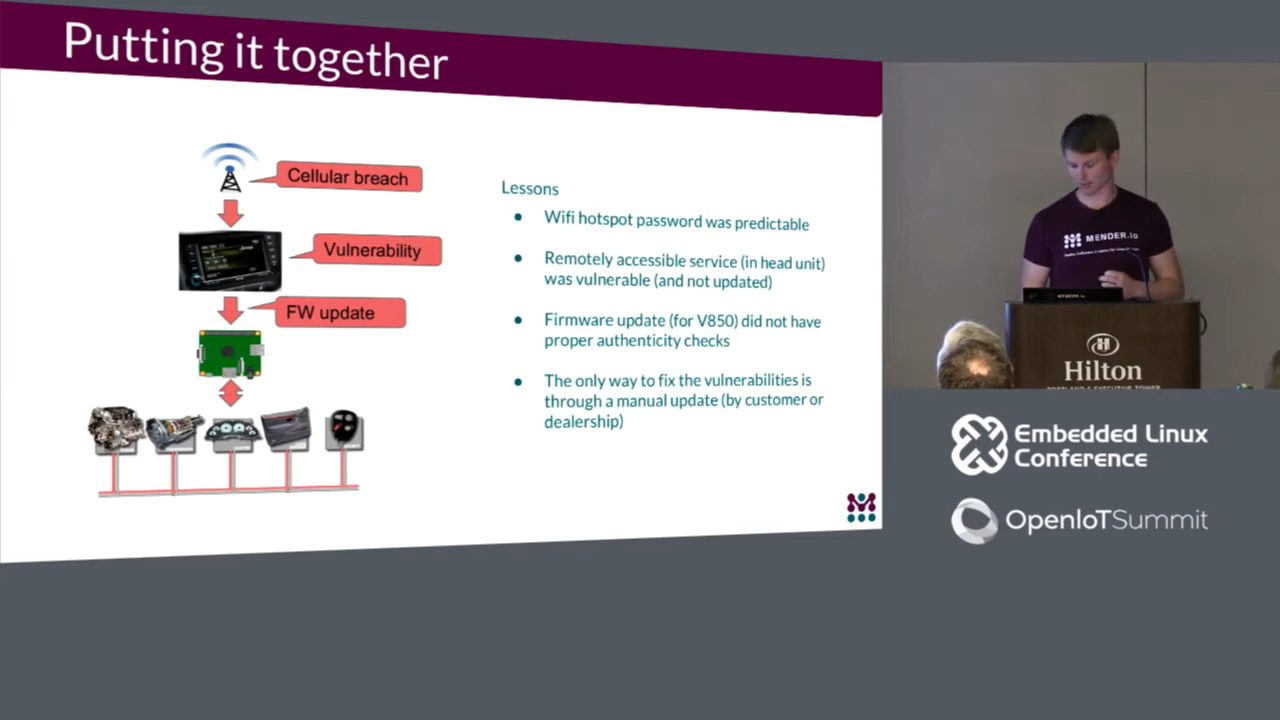 Putting it together
Cellular breach
Vulnerability
FW update
Lessons
• Wifi hotspot password was predictable
• Remotely accessible service (in head unit)
was vulnerable (and not updated)
• Firmware update (for V850) did not have
proper authenticity checks
• The only way to fix the vulnerabilities is
through a manual update (by customer or
dealership)
MENDER.io
Hilton
PORTLAND & EXECUTIVE TOWER
Embedded Linux
Conference
OpenIoTSummit